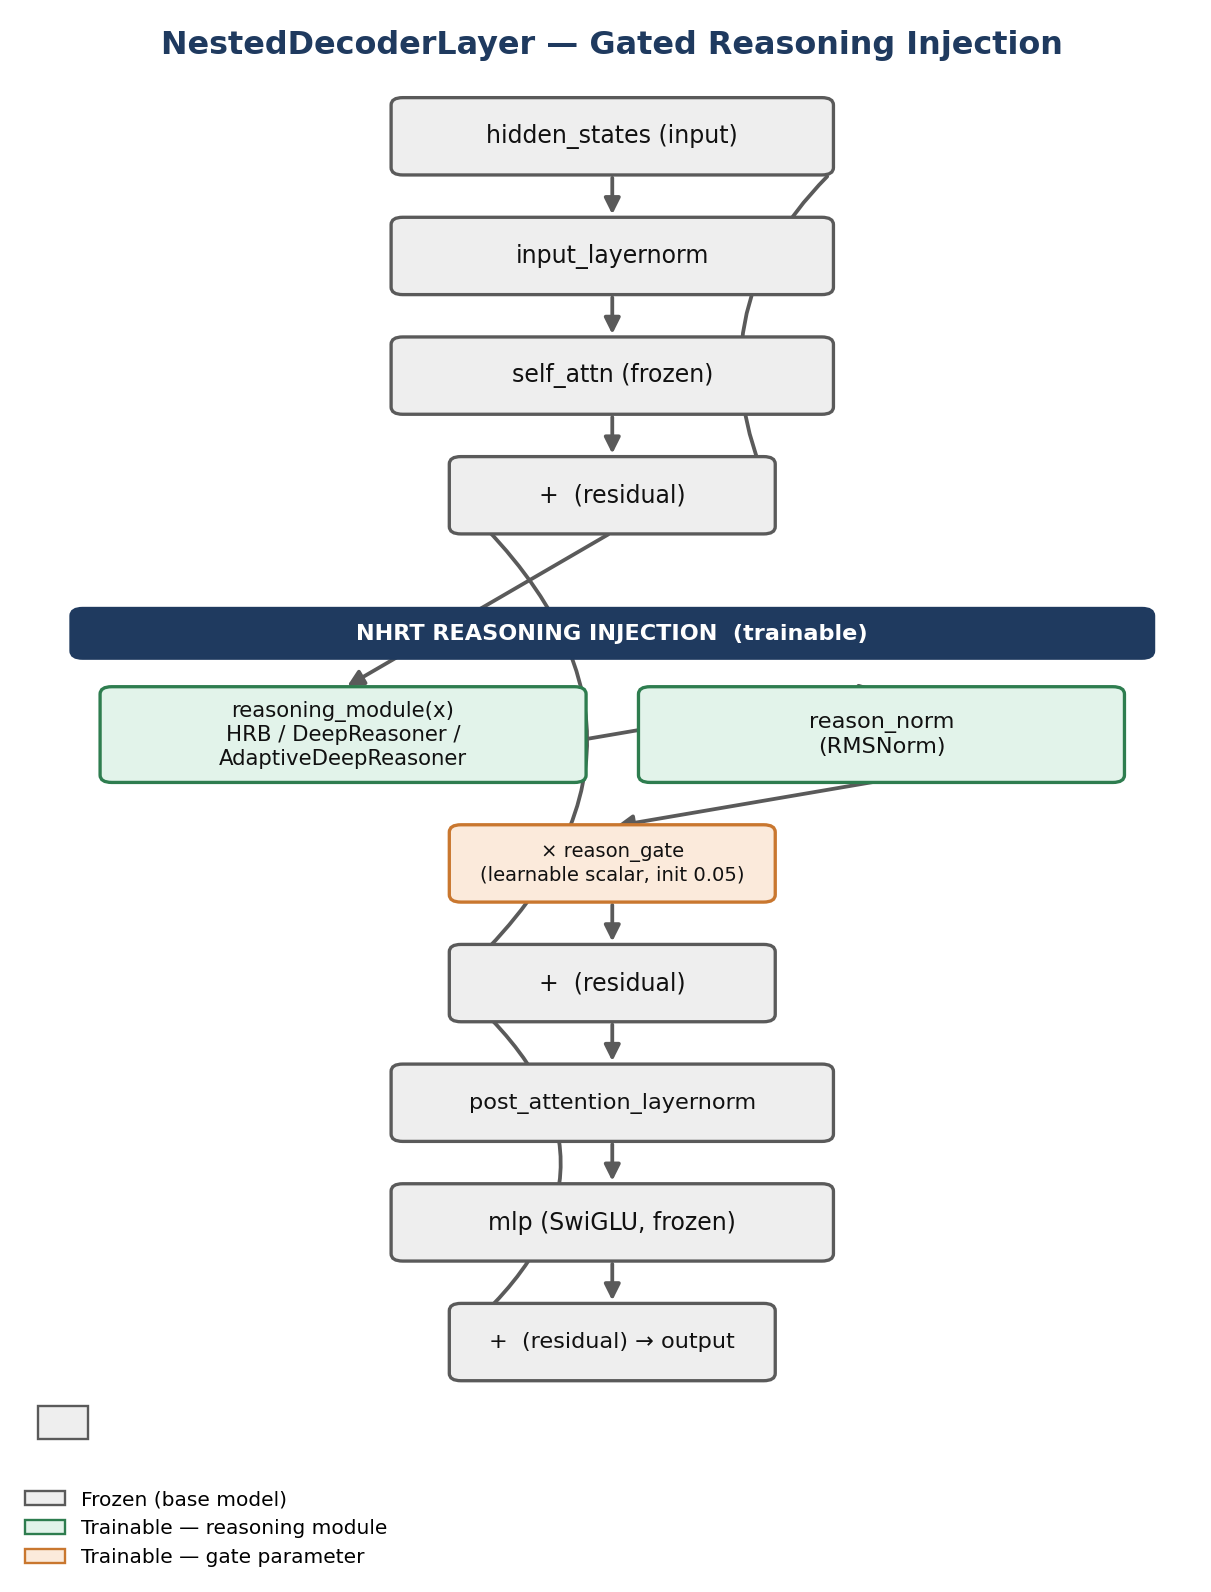 NestedDecoderLayer — Gated Reasoning Injection
hidden_states (input)
input_layernorm
self_attn (frozen)
+ (residual)
NHRT REASONING INJECTION (trainable)
reasoning_module(x)
HRB / DeepReasoner /
AdaptiveDeepReasoner
reason_norm
(RMSNorm)
× reason_gate
(learnable scalar, init 0.05)
+ (residual)
post_attention_layernorm
mlp (SwiGLU, frozen)
+ (residual) → output
Frozen (base model)
Trainable — reasoning module
Trainable — gate parameter